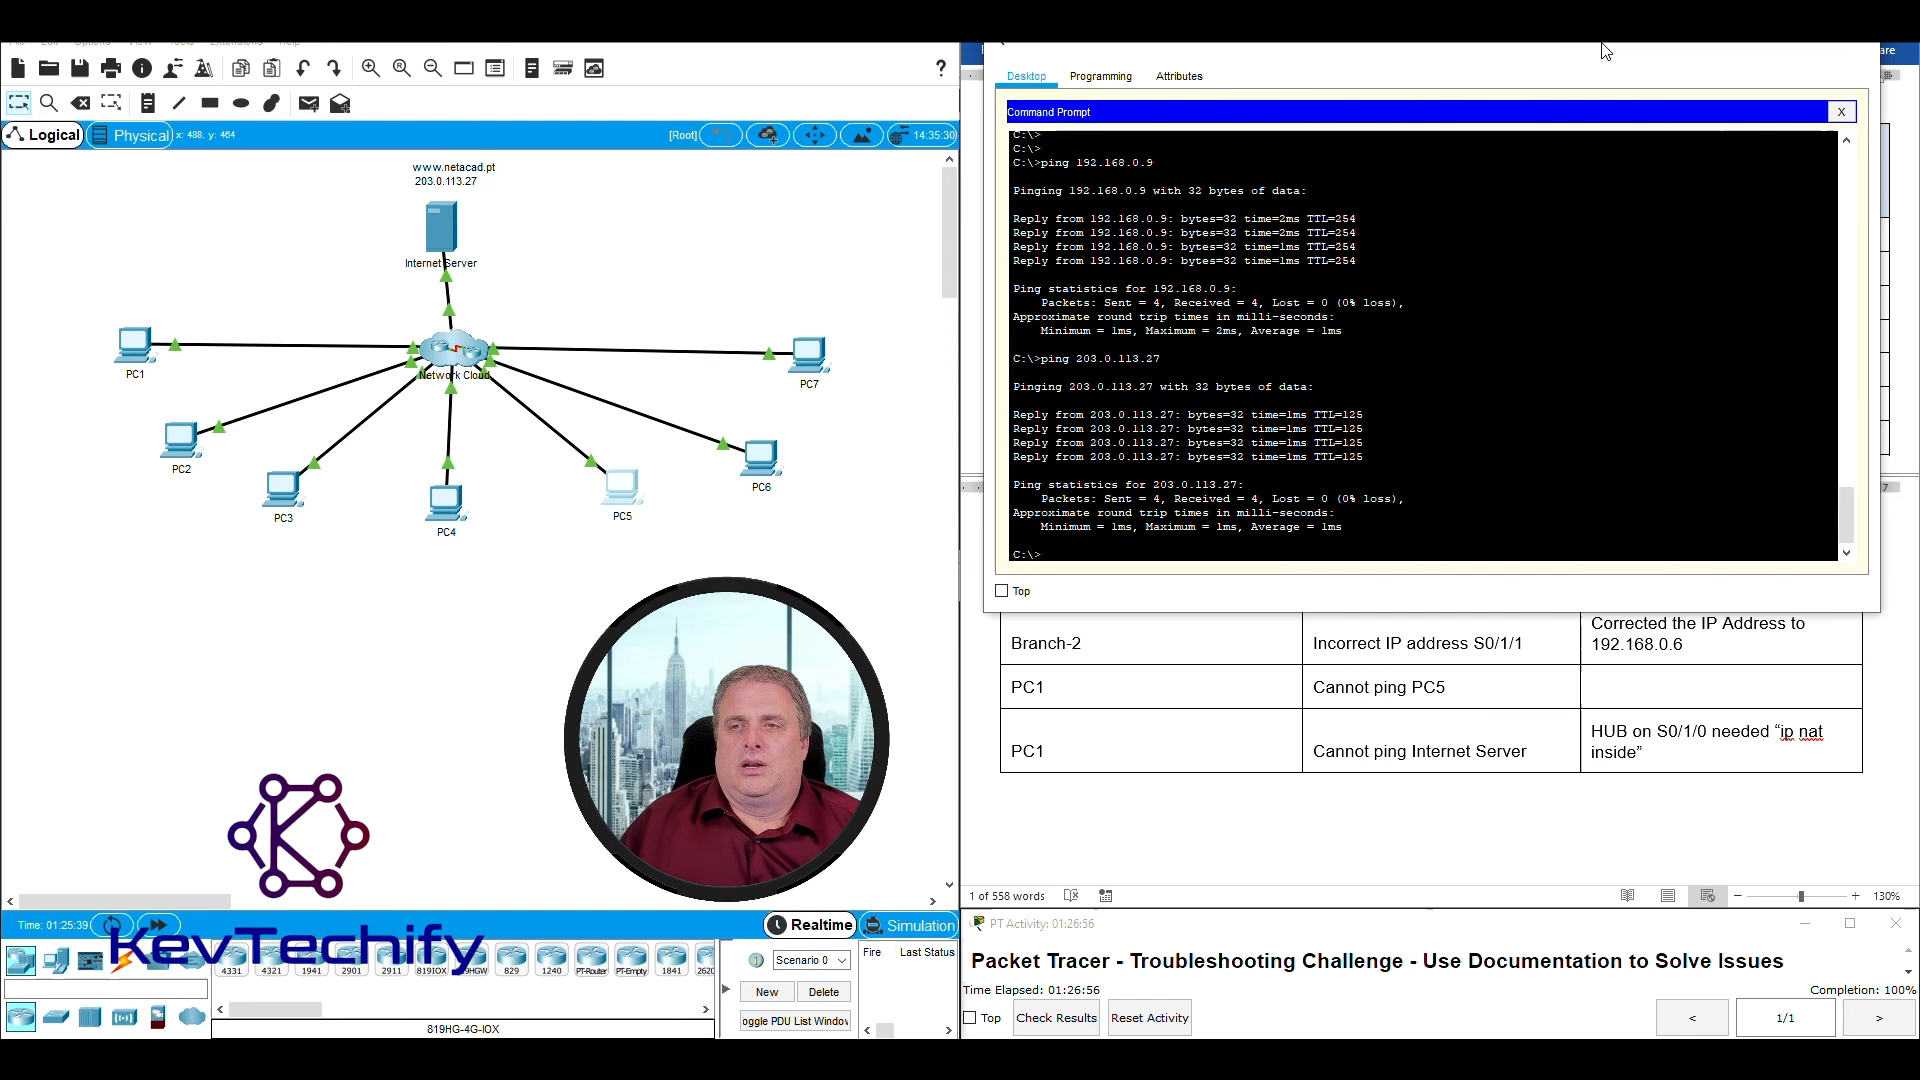 Logical
Physical
x: 488, y: 464
[Root]
14:35:30
www.netacad.pt
203.0.113.27
Internet Server
PC1
Network Cloud
PC7
PC2
PC3
PC4
PC5
PC6
Time: 01:25:39
KevTechify
Realtime
Simulation
4331
4321
1941
2901
2911
819IOX
829
1240
PT-Router
PT-Empty
1841
2620
819HG-4G-IOX
Scenario 0
New
Delete
oggle PDU List Window
Fire
Last Status
are
Desktop
Programming
Attributes
Command Prompt
X
C:\>
C:\>
C:\>ping 192.168.0.9
Pinging 192.168.0.9 with 32 bytes of data:
Reply from 192.168.0.9: bytes=32 time=2ms TTL=254
Reply from 192.168.0.9: bytes=32 time=2ms TTL=254
Reply from 192.168.0.9: bytes=32 time=1ms TTL=254
Reply from 192.168.0.9: bytes=32 time=1ms TTL=254
Ping statistics for 192.168.0.9:
Packets: Sent = 4, Received = 4, Lost = 0 (0% loss),
Approximate round trip times in milli-seconds:
Minimum = 1ms, Maximum = 2ms, Average = 1ms
C:\>ping 203.0.113.27
Pinging 203.0.113.27 with 32 bytes of data:
Reply from 203.0.113.27: bytes=32 time=1ms TTL=125
Reply from 203.0.113.27: bytes=32 time=1ms TTL=125
Reply from 203.0.113.27: bytes=32 time=1ms TTL=125
Reply from 203.0.113.27: bytes=32 time=1ms TTL=125
Ping statistics for 203.0.113.27:
Packets: Sent = 4, Received = 4, Lost = 0 (0% loss),
Approximate round trip times in milli-seconds:
Minimum = 1ms, Maximum = 1ms, Average = 1ms
C:\>
Top
7
Branch-2
Incorrect IP address S0/1/1
Corrected the IP Address to
192.168.0.6
PC1
Cannot ping PC5
PC1
Cannot ping Internet Server
HUB on S0/1/0 needed “ip nat
inside”
1 of 558 words
130%
PT Activity: 01:26:56
Packet Tracer - Troubleshooting Challenge - Use Documentation to Solve Issues
Time Elapsed: 01:26:56
Completion: 100%
Top
Check Results
Reset Activity
<
1/1
>